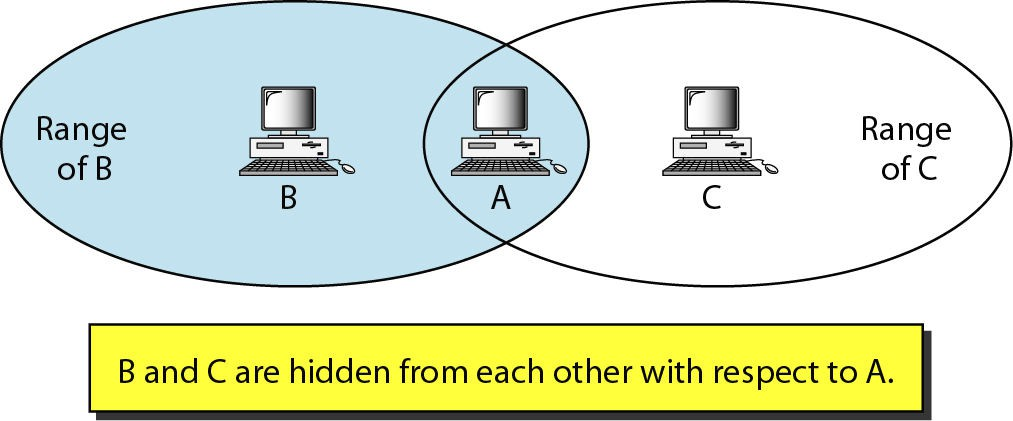 Range
of B
B
A
C
Range
of C
B and C are hidden from each other with respect to A.